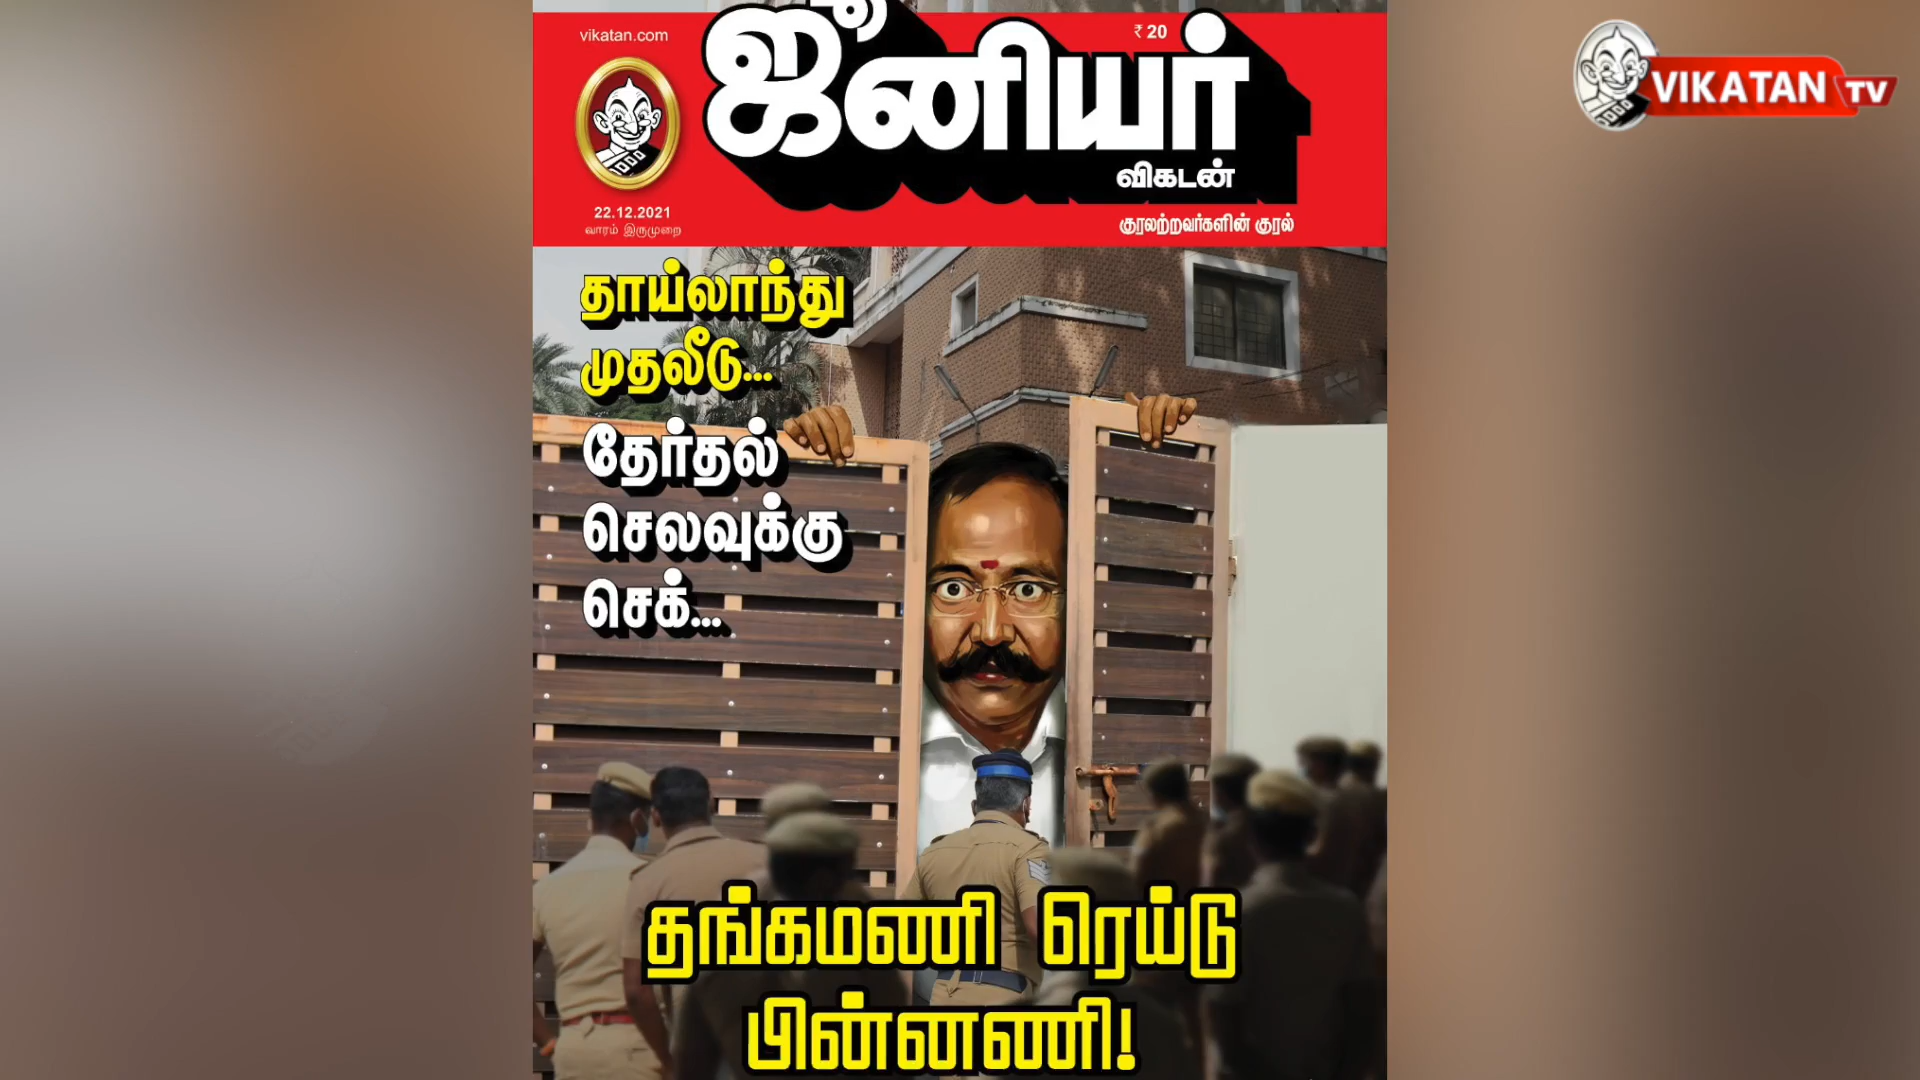 vikatan.com
₹ 20
ஜூனியர்
விகடன்
22.12.2021
வாரம் இருமுறை
குரலற்றவர்களின் குரல்
VIKATAN TV
தாய்லாந்து
முதலீடு...
தேர்தல்
செலவுக்கு
செக்...
தங்கமணி ரெய்டு
பின்னணி!